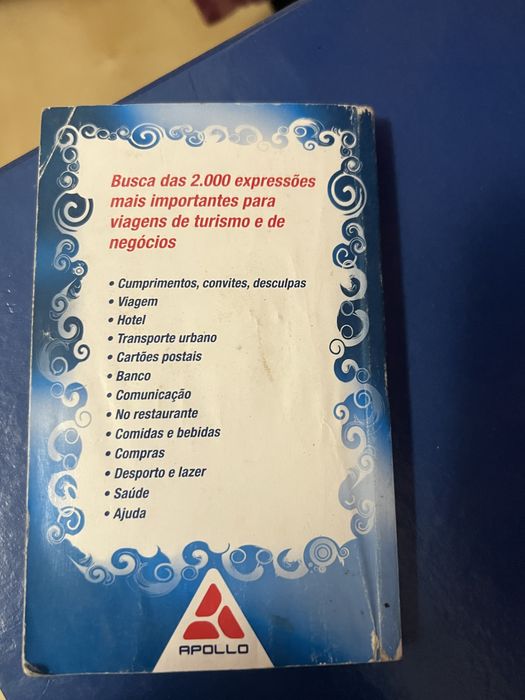 Busca das 2.000 expressões
mais importantes para
viagens de turismo e de
negócios
• Cumprimentos, convites, desculpas
• Viagem
• Hotel
• Transporte urbano
• Cartões postais
• Banco
• Comunicação
• No restaurante
• Comidas e bebidas
• Compras
• Desporto e lazer
• Saúde
• Ajuda
APOLLO